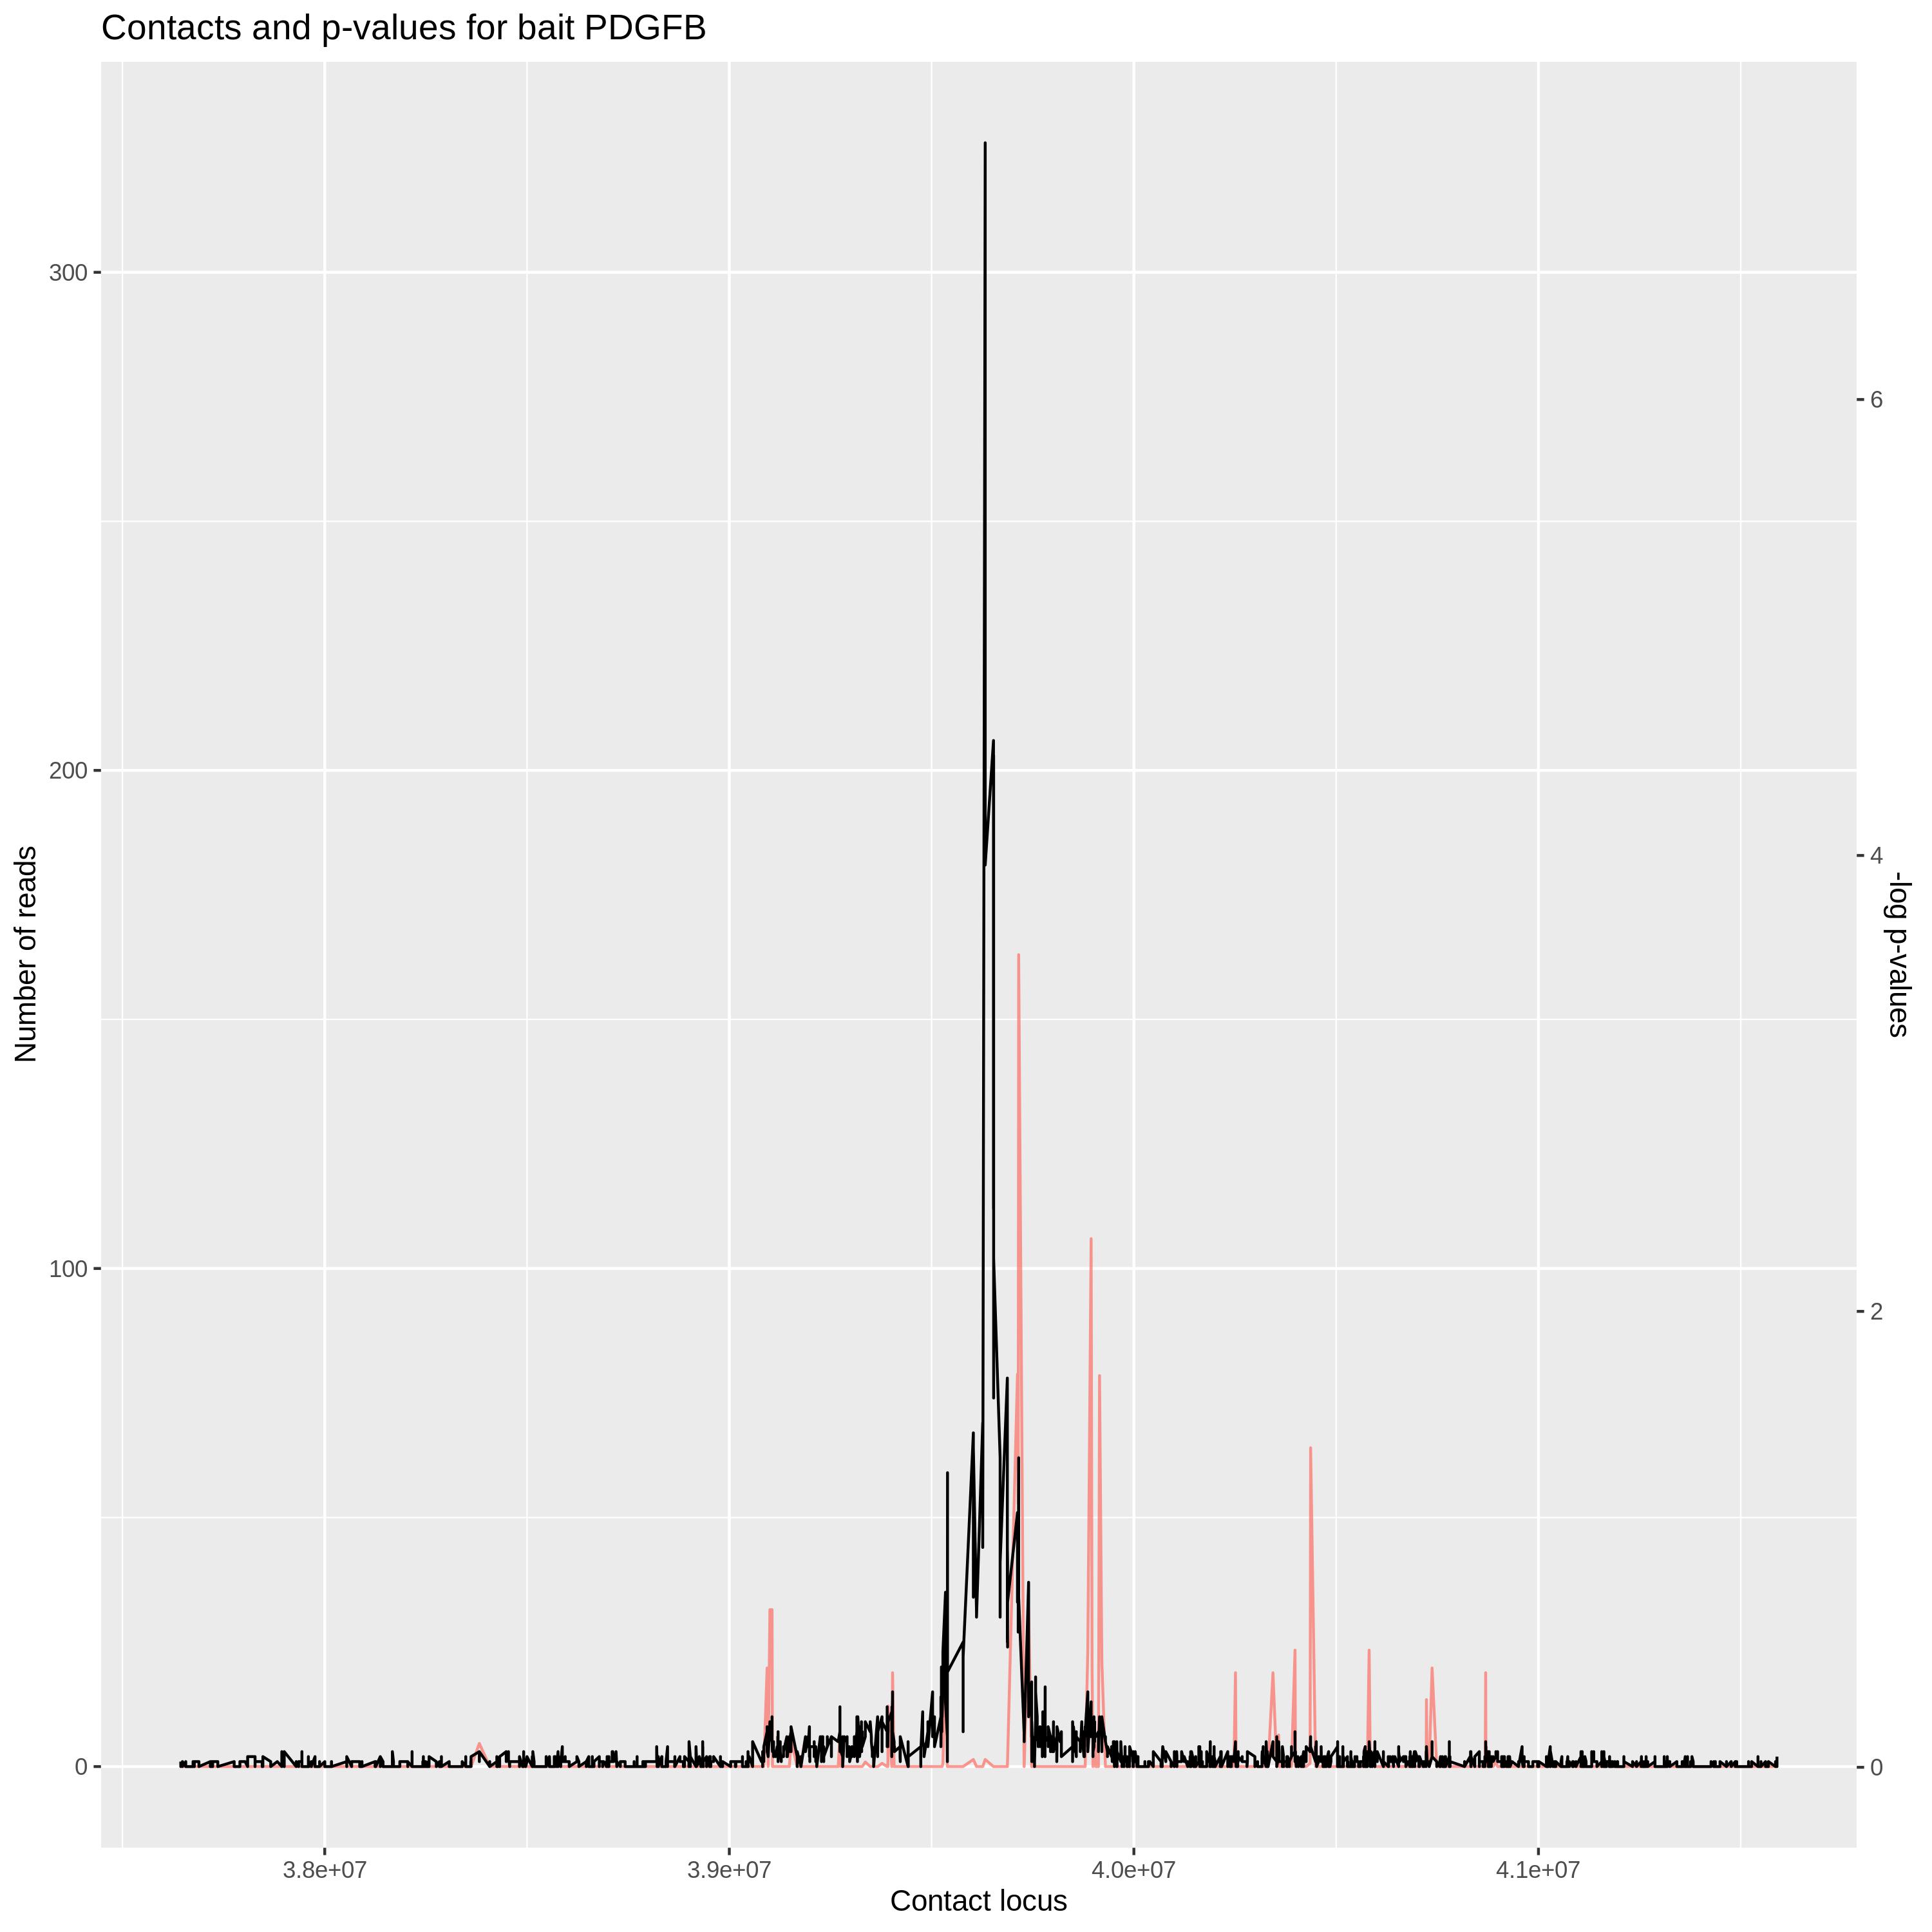 Contacts and p-values for bait PDGFB
300
200
100
0
Number of reads
6
4
2
0
-log p-values
3.8e+07
3.9e+07
4.0e+07
4.1e+07
Contact locus